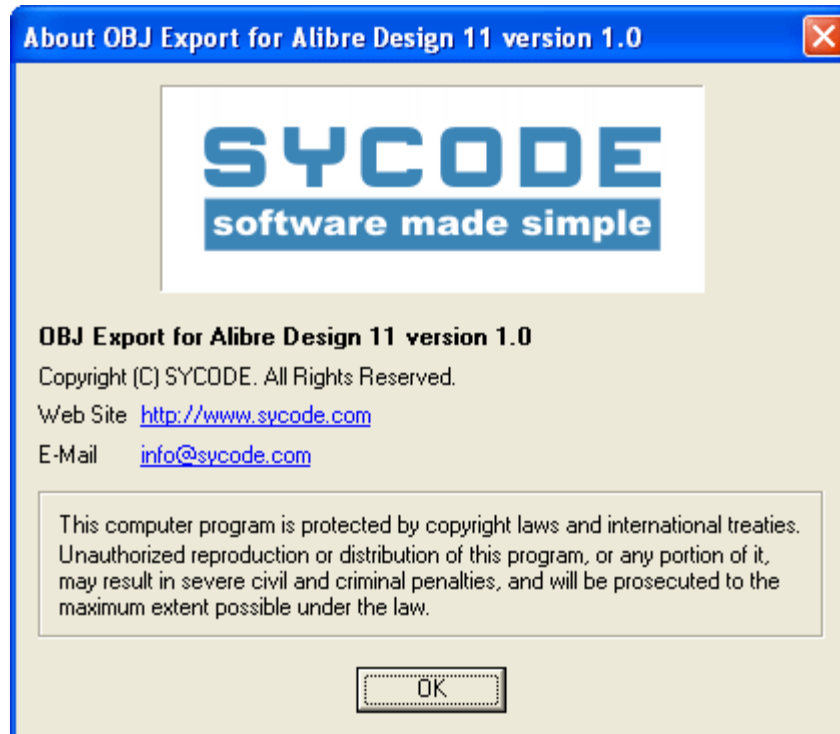 About OBJ Export for Alibre Design 11 version 1.0
SYCODE
software made simple
OBJ Export for Alibre Design 11 version 1.0
Copyright (C) SYCODE. All Rights Reserved.
Web Site http://www.sycode.com
E-Mail info@sycode.com
This computer program is protected by copyright laws and international treaties.
Unauthorized reproduction or distribution of this program, or any portion of it,
may result in severe civil and criminal penalties, and will be prosecuted to the
maximum extent possible under the law.
OK